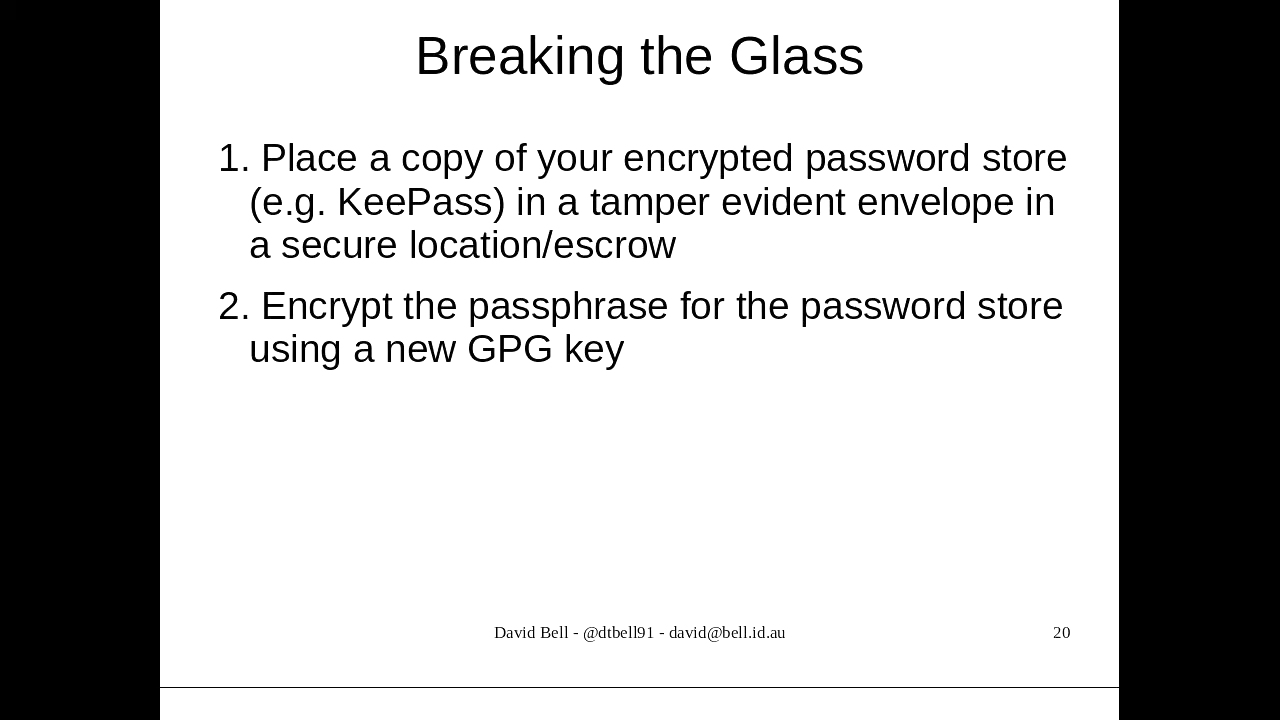 Breaking the Glass
1. Place a copy of your encrypted password store
(e.g. KeePass) in a tamper evident envelope in
a secure location/escrow
2. Encrypt the passphrase for the password store
using a new GPG key
David Bell - @dtbell91 - david@bell.id.au
20